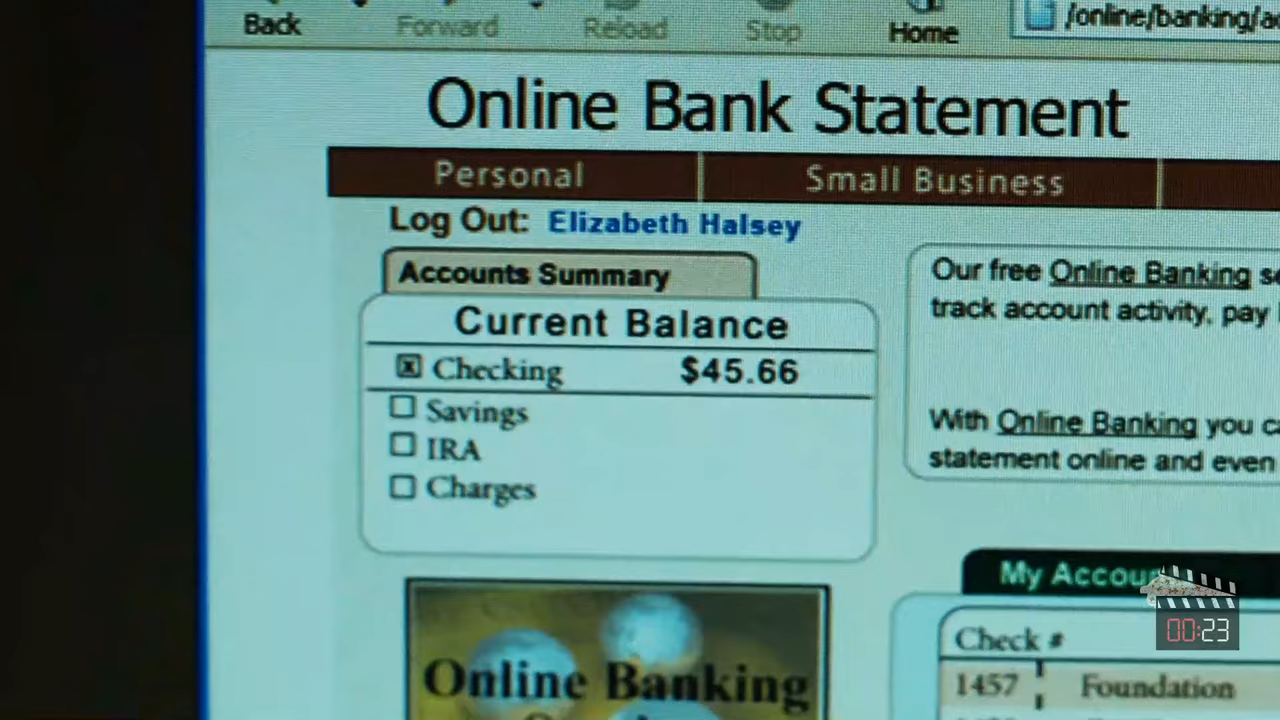 Back Forward Reload Stop Home /online/banking/a
Online Bank Statement
Personal Small Business
Log Out: Elizabeth Halsey
Accounts Summary
Current Balance
Checking $45.66
Savings
IRA
Charges
Our free Online Banking se
track account activity, pay
With Online Banking you ca
statement online and even
My Accou
Check #
1457 Foundation
Online Banking
00:23